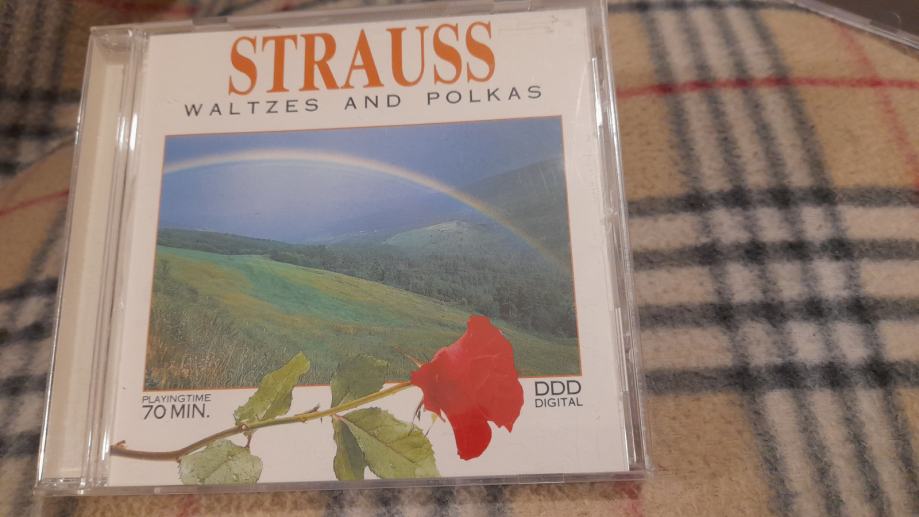 STRAUSS
WALTZES AND POLKAS
PLAYINGTIME
70 MIN.
DDD
DIGITAL